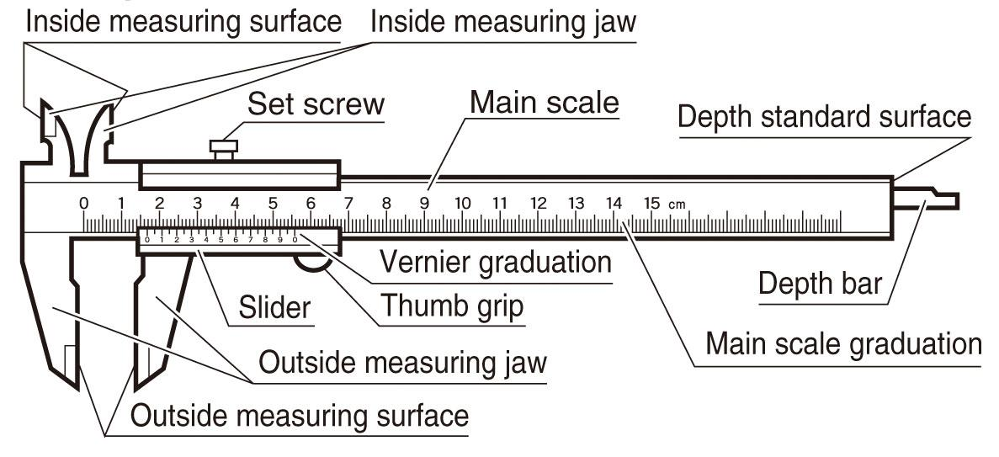 Inside measuring surface
Inside measuring jaw
Set screw
Main scale
Depth standard surface
0 1 2 3 4 5 6 7 8 9 10 11 12 13 14 15 cm
0 1 2 3 4 5 6 7 8 9 0
Vernier graduation
Depth bar
Slider
Thumb grip
Main scale graduation
Outside measuring jaw
Outside measuring surface